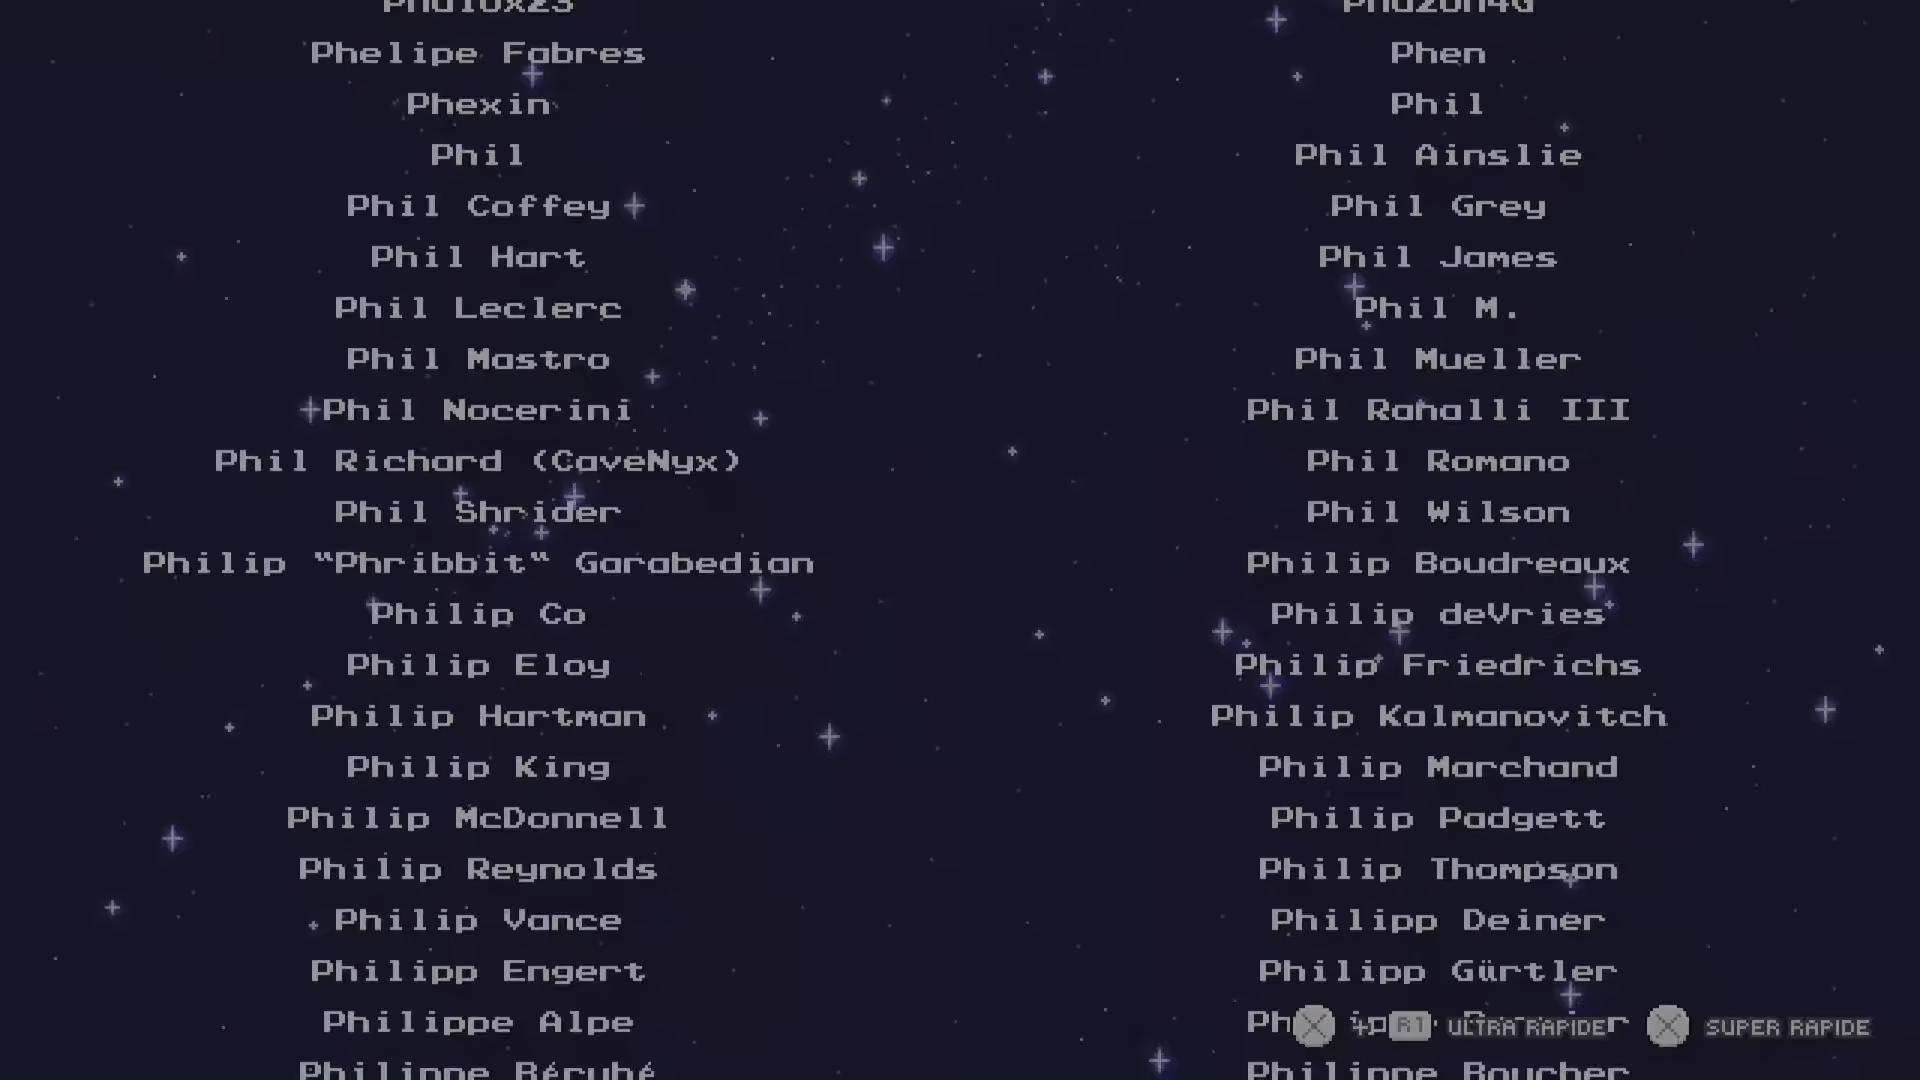 Phelipe Fabres
Phen
Phexin
Phil
Phil
Phil Ainslie
Phil Coffey
Phil Grey
Phil Hart
Phil James
Phil Leclerc
Phil M.
Phil Mastro
Phil Mueller
Phil Nocerini
Phil Rahalli III
Phil Richard (CaveNyx)
Phil Romano
Phil Shrider
Phil Wilson
Philip "Phribbit" Garabedian
Philip Boudreaux
Philip Co
Philip deVries
Philip Eloy
Philip Friedrichs
Philip Hartman
Philip Kalmanovitch
Philip King
Philip Marchand
Philip McDonnell
Philip Padgett
Philip Reynolds
Philip Thompson
Philip Vance
Philipp Deiner
Philipp Engert
Philipp Gürtler
Philippe Alpe
+ R1 ULTRA RAPIDE SUPER RAPIDE
Philippe Bérubé
Philippe Boucher